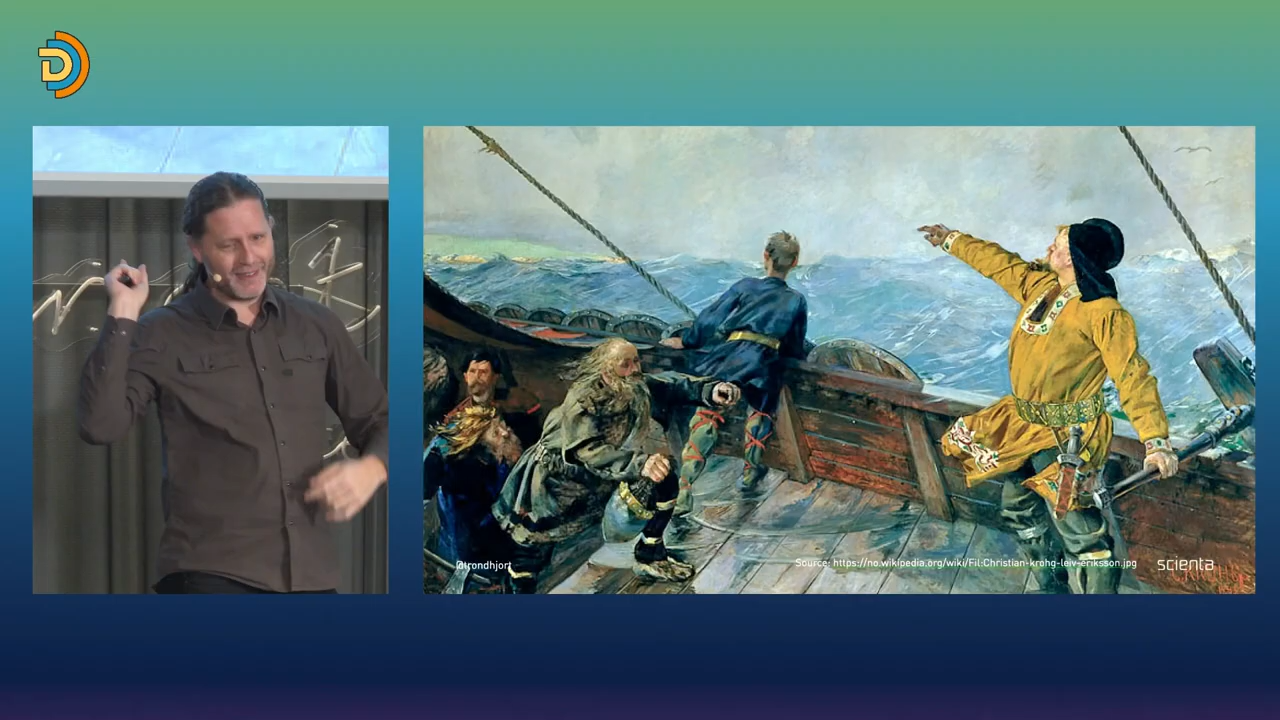 D
@trondhjort
Source: https://no.wikipedia.org/wiki/Fil:Christian-krohg-leiv-eriksson.jpg
scienta